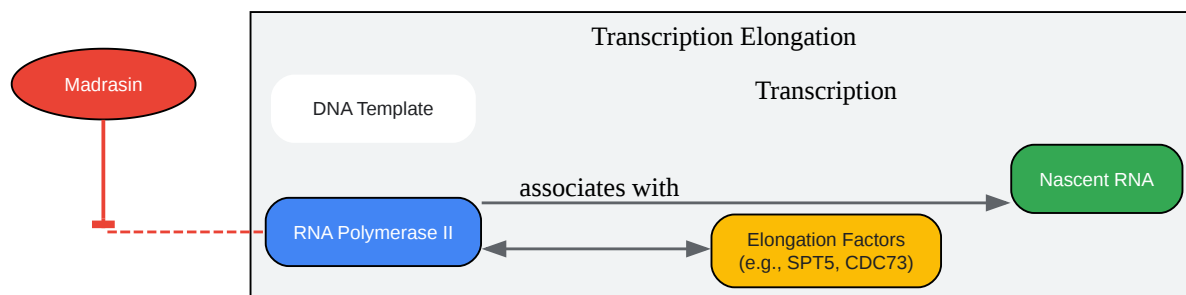 Transcription Elongation
Madrasin
Transcription
DNA Template
Nascent RNA
associates with
RNA Polymerase II
Elongation Factors
(e.g., SPT5, CDC73)